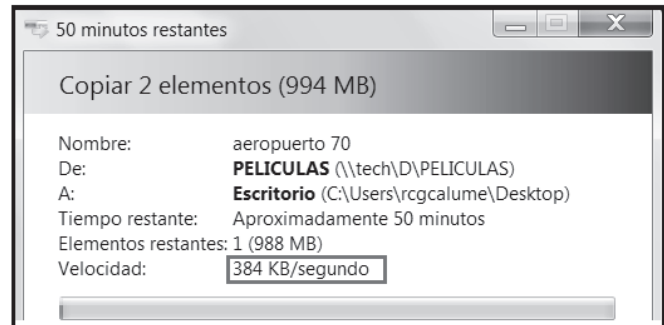 50 minutos restantes
Copiar 2 elementos (994 MB)
Nombre: aeropuerto 70
De: PELICULAS (\\tech\D\PELICULAS)
A: Escritorio (C:\Users\rcgcalume\Desktop)
Tiempo restante: Aproximadamente 50 minutos
Elementos restantes: 1 (988 MB)
Velocidad: 384 KB/segundo